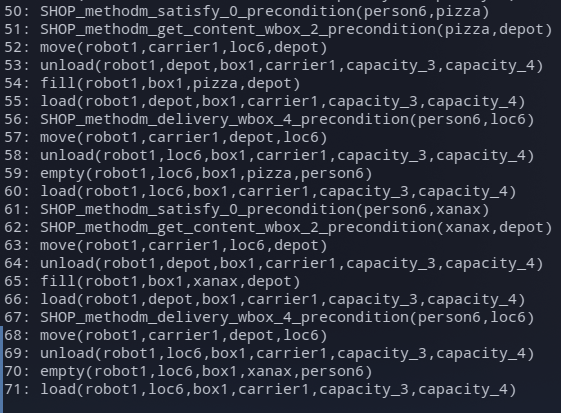 50: SHOP_methodm_satisfy_0_precondition(person6,pizza)
51: SHOP_methodm_get_content_wbox_2_precondition(pizza,depot)
52: move(robot1,carrier1,loc6,depot)
53: unload(robot1,depot,box1,carrier1,capacity_3,capacity_4)
54: fill(robot1,box1,pizza,depot)
55: load(robot1,depot,box1,carrier1,capacity_3,capacity_4)
56: SHOP_methodm_delivery_wbox_4_precondition(person6,loc6)
57: move(robot1,carrier1,depot,loc6)
58: unload(robot1,loc6,box1,carrier1,capacity_3,capacity_4)
59: empty(robot1,loc6,box1,pizza,person6)
60: load(robot1,loc6,box1,carrier1,capacity_3,capacity_4)
61: SHOP_methodm_satisfy_0_precondition(person6,xanax)
62: SHOP_methodm_get_content_wbox_2_precondition(xanax,depot)
63: move(robot1,carrier1,loc6,depot)
64: unload(robot1,depot,box1,carrier1,capacity_3,capacity_4)
65: fill(robot1,box1,xanax,depot)
66: load(robot1,depot,box1,carrier1,capacity_3,capacity_4)
67: SHOP_methodm_delivery_wbox_4_precondition(person6,loc6)
68: move(robot1,carrier1,depot,loc6)
69: unload(robot1,loc6,box1,carrier1,capacity_3,capacity_4)
70: empty(robot1,loc6,box1,xanax,person6)
71: load(robot1,loc6,box1,carrier1,capacity_3,capacity_4)